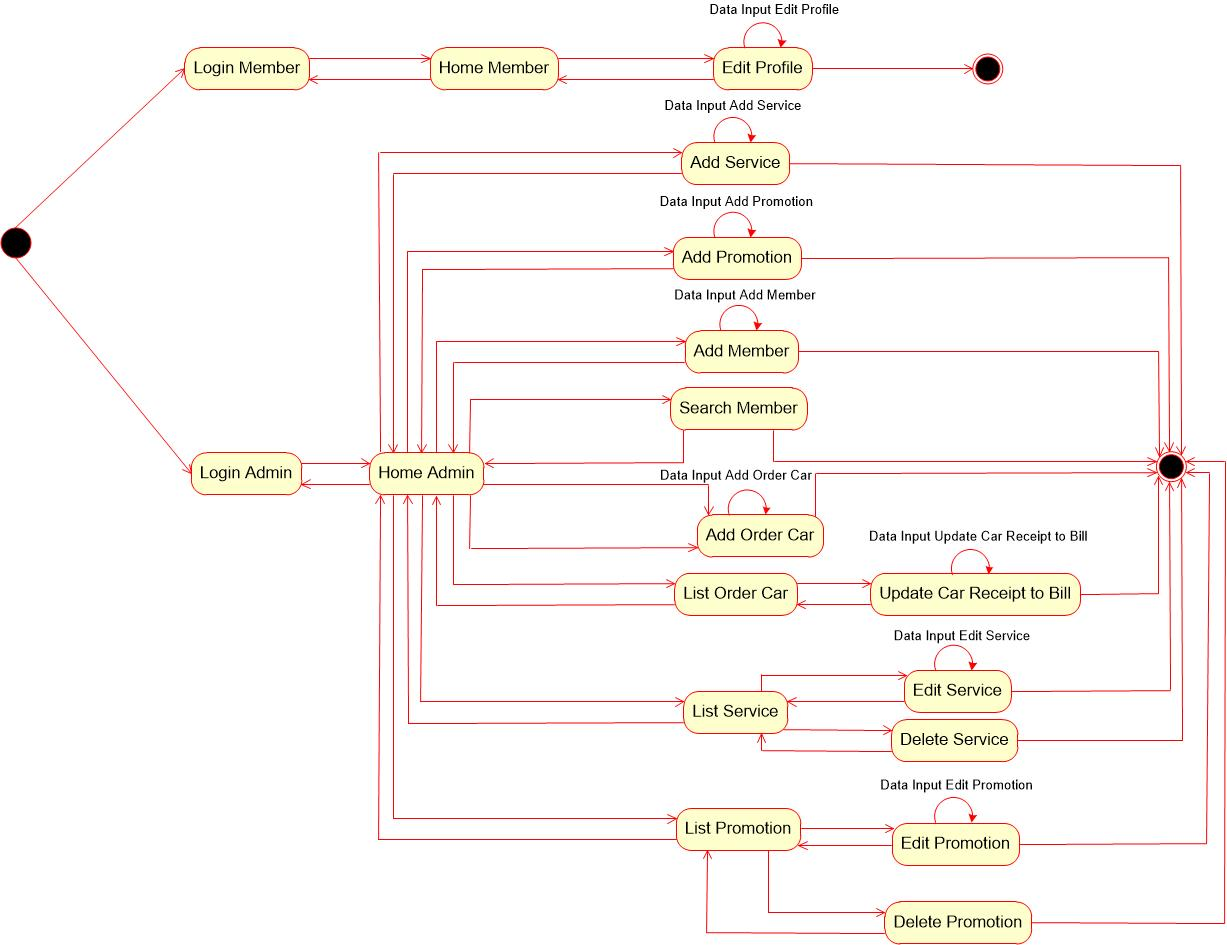 Data Input Edit Profile
Login Member
Home Member
Edit Profile
Data Input Add Service
Add Service
Data Input Add Promotion
Add Promotion
Data Input Add Member
Add Member
Search Member
Login Admin
Home Admin
Data Input Add Order Car
Add Order Car
Data Input Update Car Receipt to Bill
List Order Car
Update Car Receipt to Bill
Data Input Edit Service
Edit Service
List Service
Delete Service
Data Input Edit Promotion
List Promotion
Edit Promotion
Delete Promotion